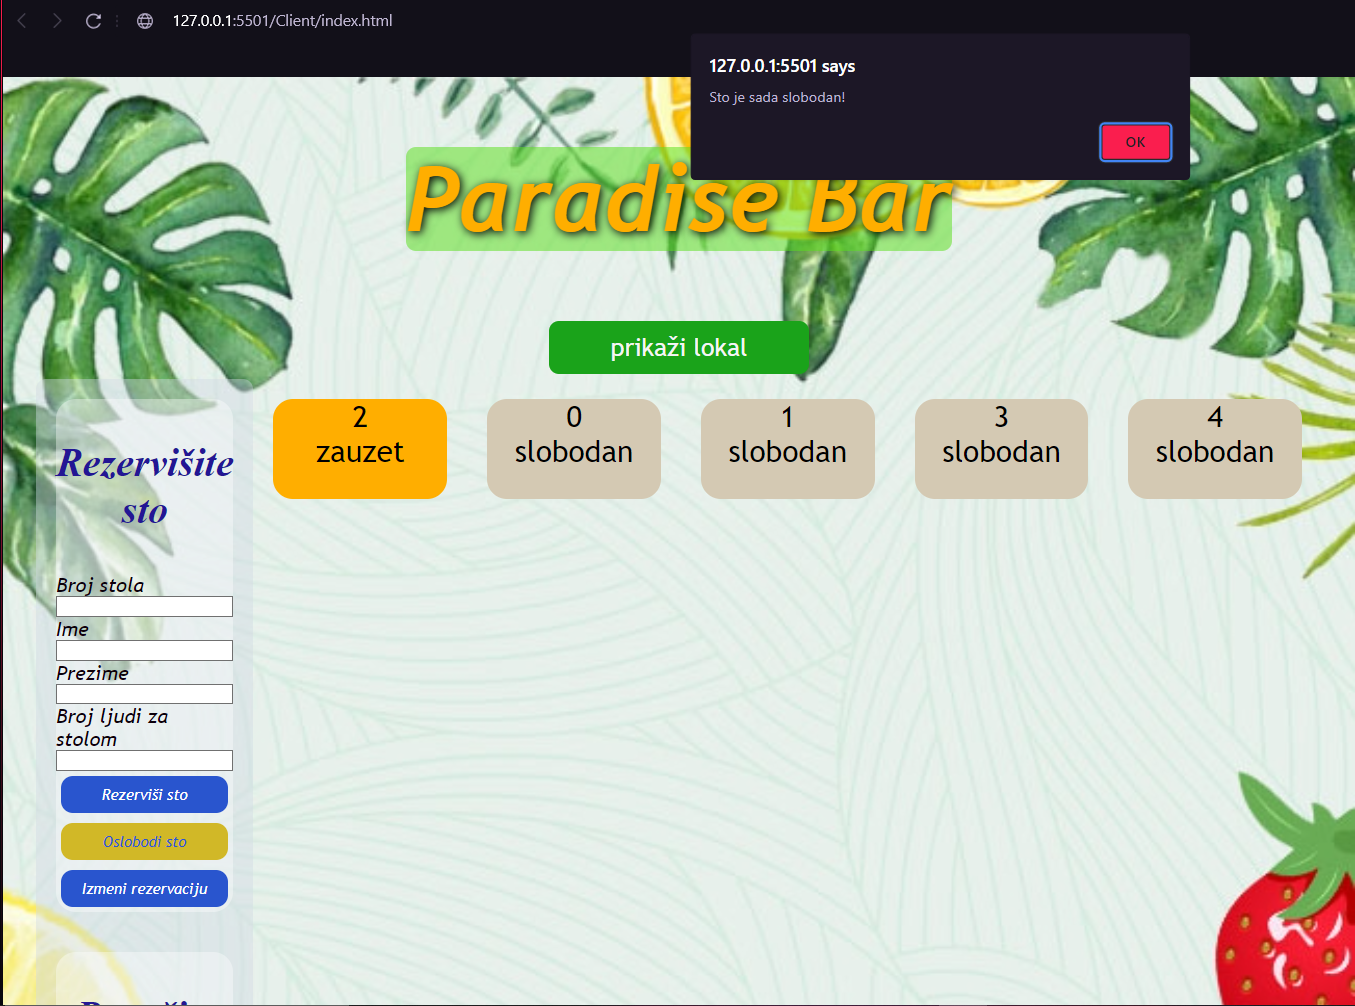 127.0.0.1:5501/Client/index.html
127.0.0.1:5501 says
Sto je sada slobodan!
OK
Paradise Bar
prikaži lokal
2
zauzet
0
slobodan
1
slobodan
3
slobodan
4
slobodan
Rezervišite
sto
Broj stola
Ime
Prezime
Broj ljudi za
stolom
Rezerviši sto
Oslobodi sto
Izmeni rezervaciju